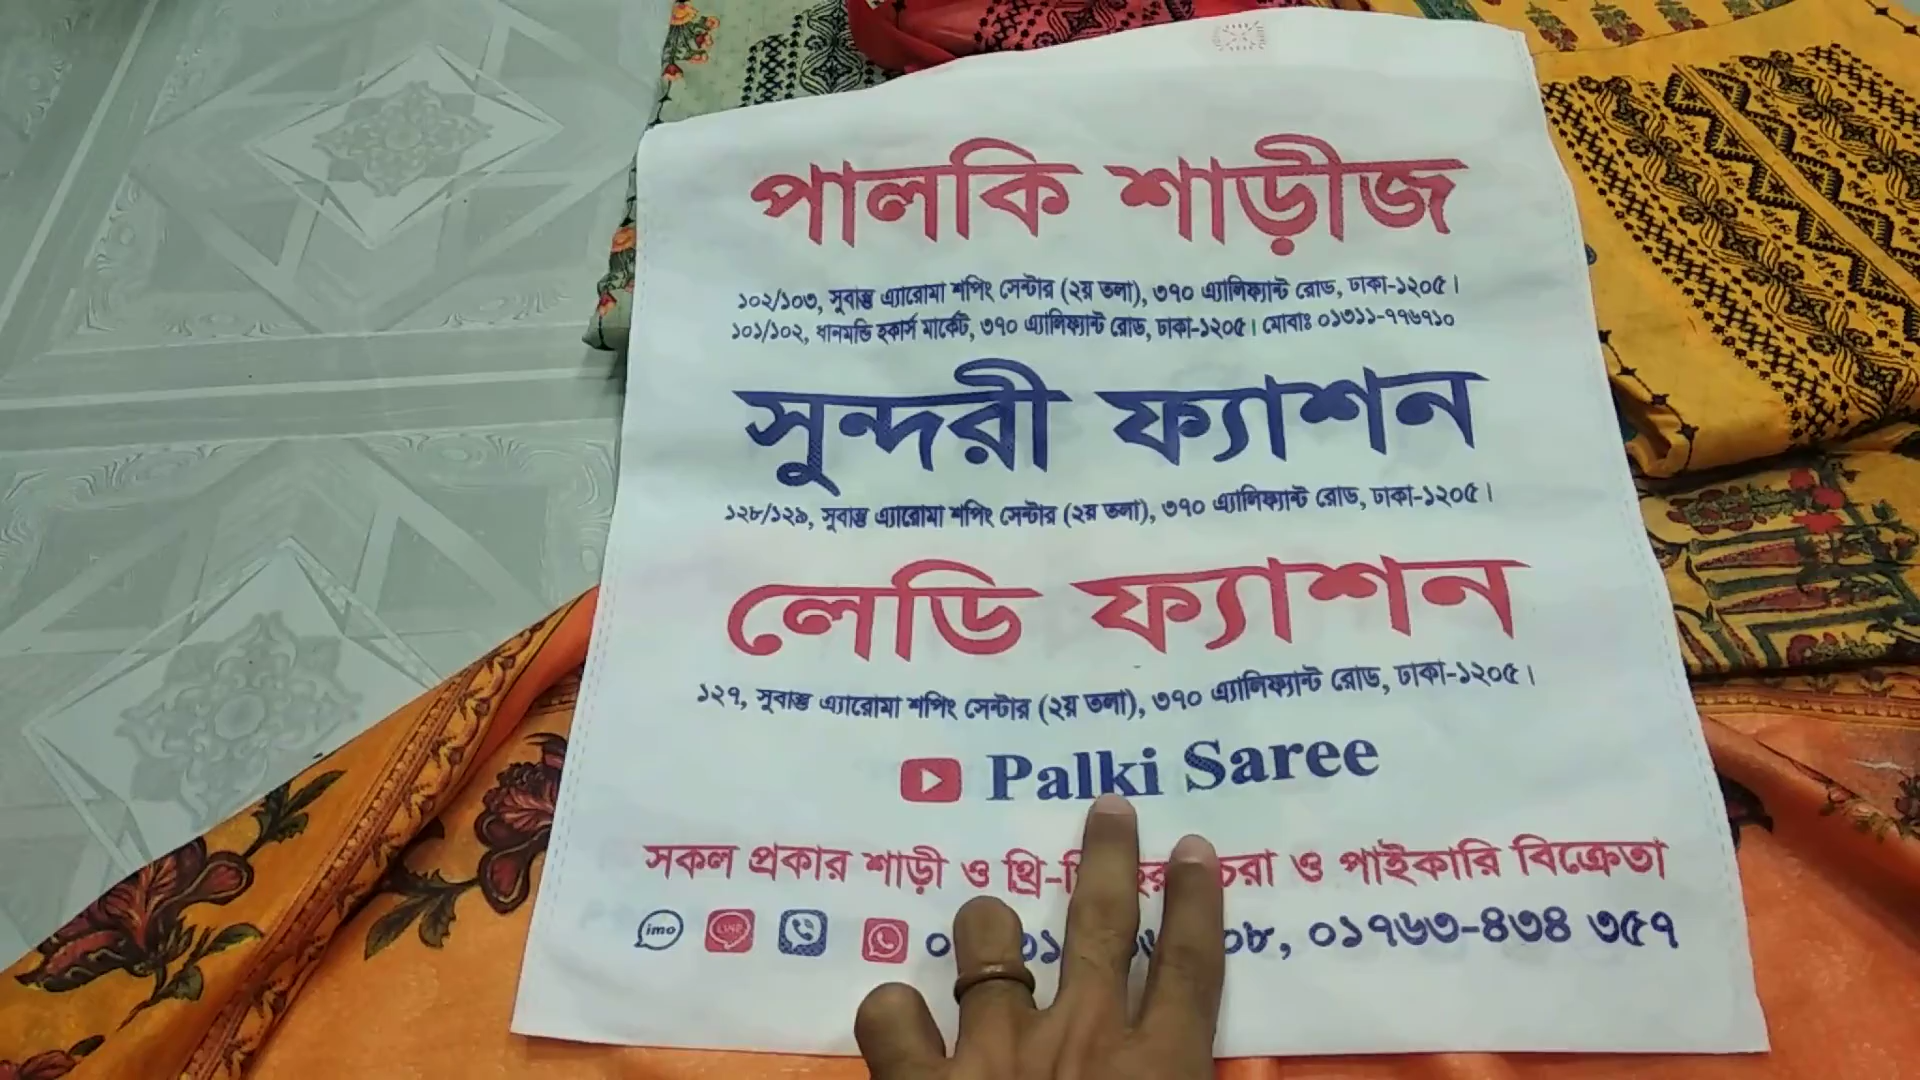 পালকি শাড়ীজ
১০২/১০৩, সুবাস্তু এ্যারোমা শপিং সেন্টার (২য় তলা), ৩৭০ এ্যালিফ্যান্ট রোড, ঢাকা-১২০৫।
১০১/১০২, ধানমন্ডি হকার্স মার্কেট, ৩৭০ এ্যালিফ্যান্ট রোড, ঢাকা-১২০৫। মোবাঃ ০১৩১১-৭৭৬৭১০
সুন্দরী ফ্যাশন
১২৮/১২৯, সুবাস্তু এ্যারোমা শপিং সেন্টার (২য় তলা), ৩৭০ এ্যালিফ্যান্ট রোড, ঢাকা-১২০৫।
লেডি ফ্যাশন
১২৭, সুবাস্তু এ্যারোমা শপিং সেন্টার (২য় তলা), ৩৭০ এ্যালিফ্যান্ট রোড, ঢাকা-১২০৫।
Palki Saree
সকল প্রকার শাড়ী ও ও পাইকারি বিক্রেতা
imo LINE ০১৭৬৩-৪৩৪ ৩৫৭